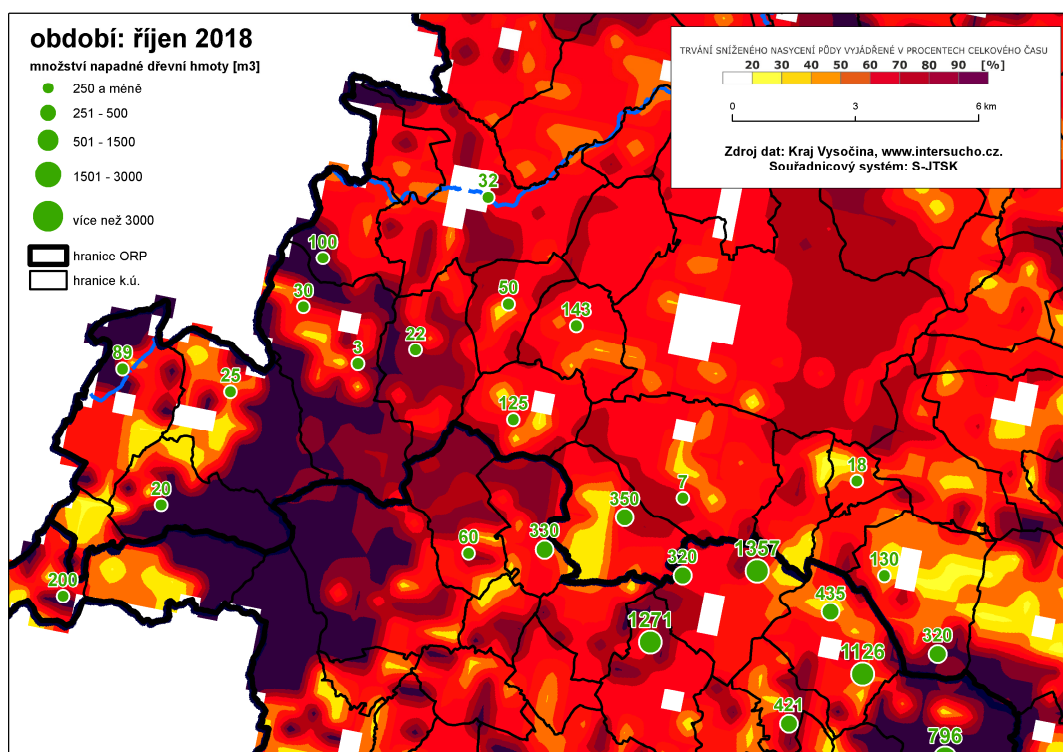 období: říjen 2018
množství napadné dřevní hmoty [m3]
250 a méně
251 - 500
501 - 1500
1501 - 3000
více než 3000
hranice ORP
hranice k.ú.
TRVÁNÍ SNÍŽENÉHO NASYCENÍ PŮDY VYJÁDŘENÉ V PROCENTECH CELKOVÉHO ČASU
20 30 40 50 60 70 80 90 [%]
0 3 6 km
Zdroj dat: Kraj Vysočina, www.intersucho.cz.
Souřadnicový systém: S-JTSK
32
100
30
50
143
22
3
89
25
125
18
20
7
350
330
60
1357
320
130
200
435
1271
320
1126
421
796